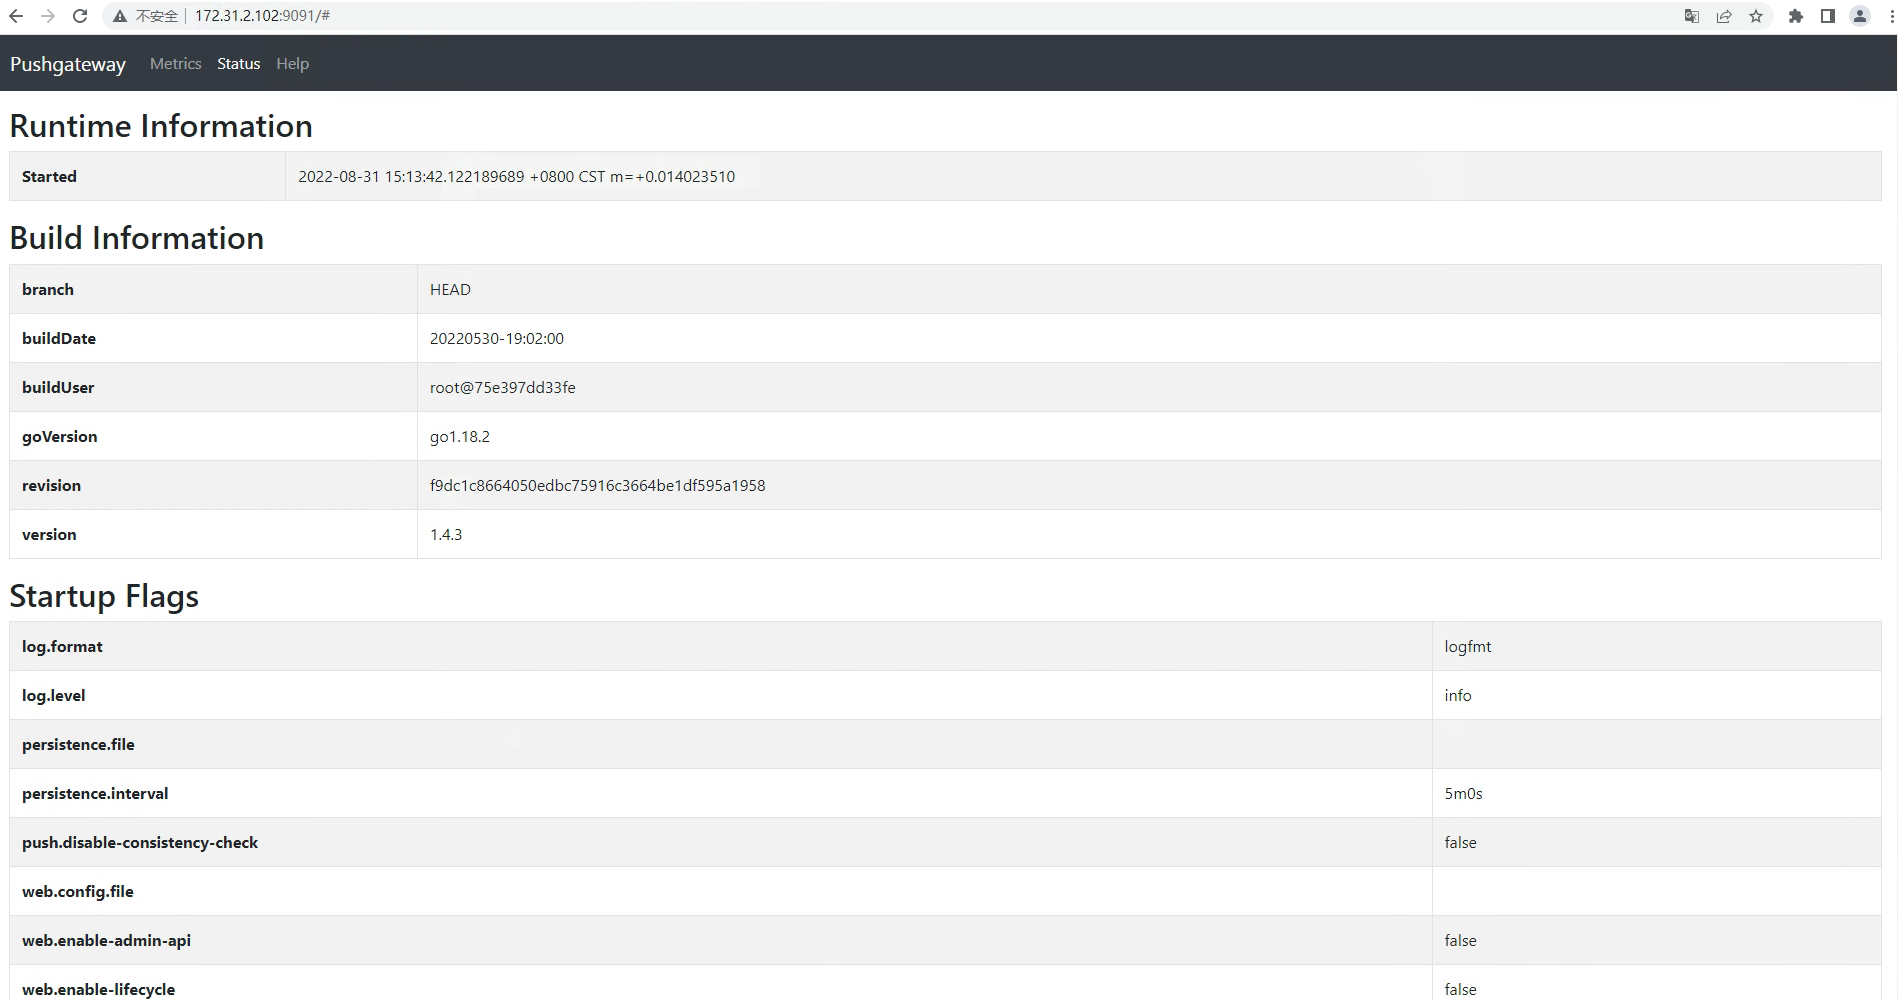 不安全 172.31.2.102:9091/#
Pushgateway Metrics Status Help
Runtime Information
Started 2022-08-31 15:13:42.122189689 +0800 CST m=+0.014023510
Build Information
branch HEAD
buildDate 20220530-19:02:00
buildUser root@75e397dd33fe
goVersion go1.18.2
revision f9dc1c8664050edbc75916c3664be1df595a1958
version 1.4.3
Startup Flags
log.format logfmt
log.level info
persistence.file
persistence.interval 5m0s
push.disable-consistency-check false
web.config.file
web.enable-admin-api false
web.enable-lifecycle false